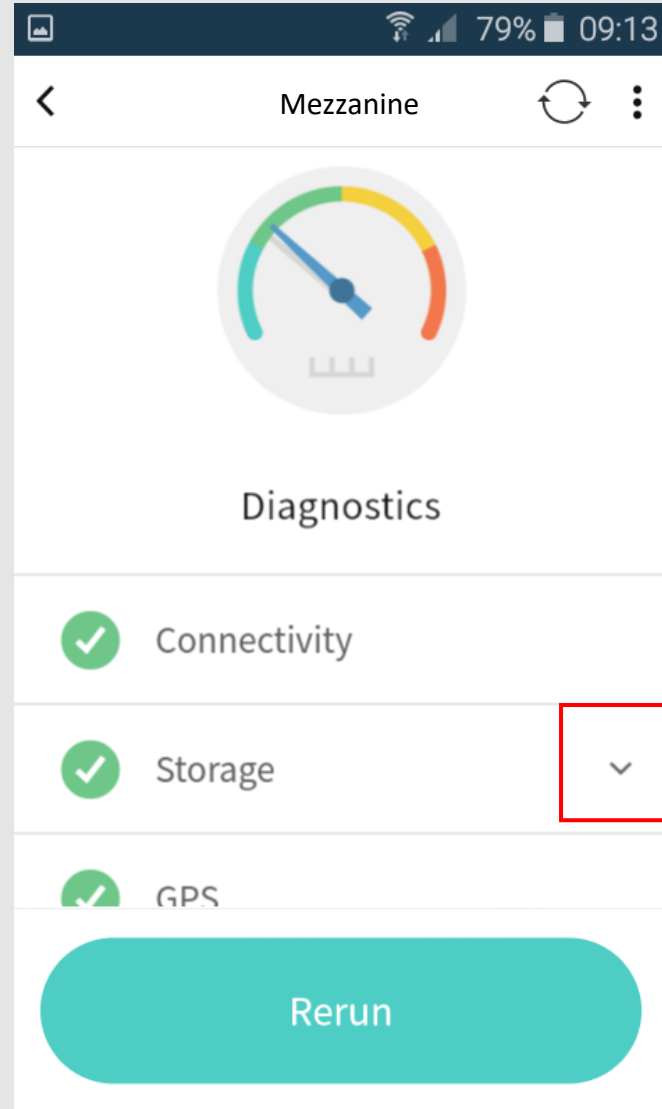 79% 09:13
Mezzanine
Diagnostics
Connectivity
Storage
GPS
Rerun